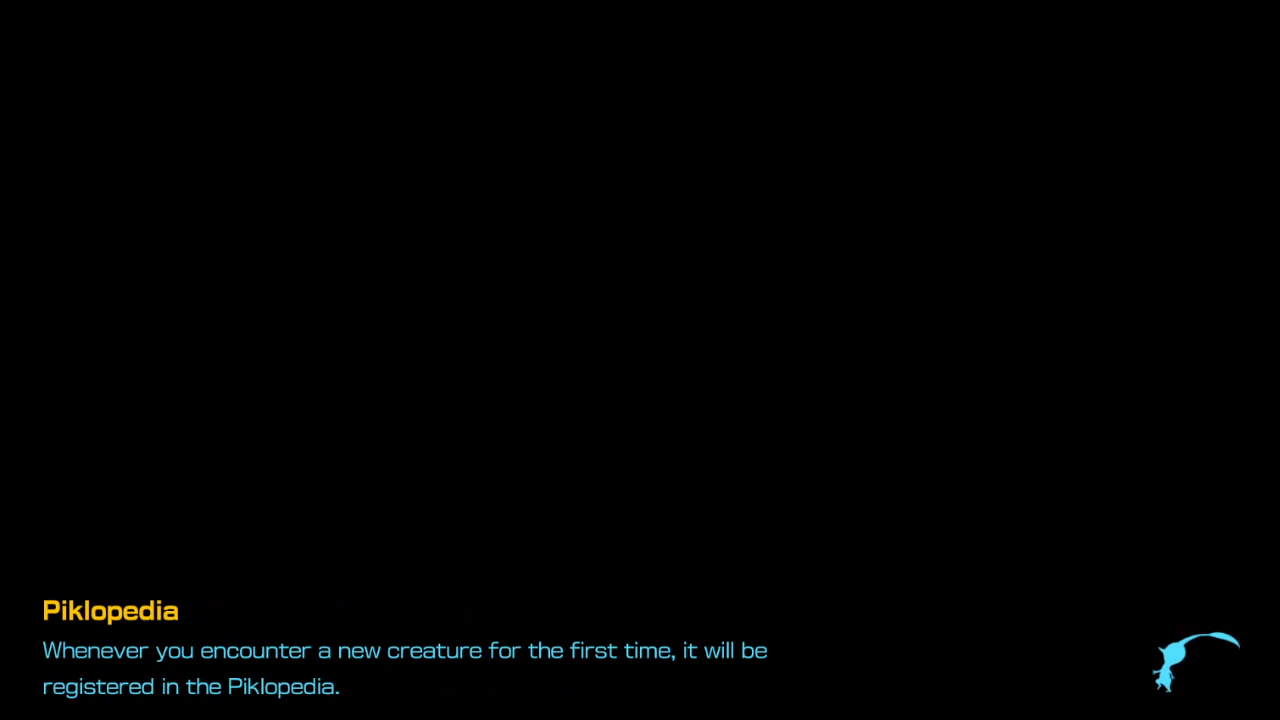 Piklopedia
Whenever you encounter a new creature for the first time, it will be
registered in the Piklopedia.